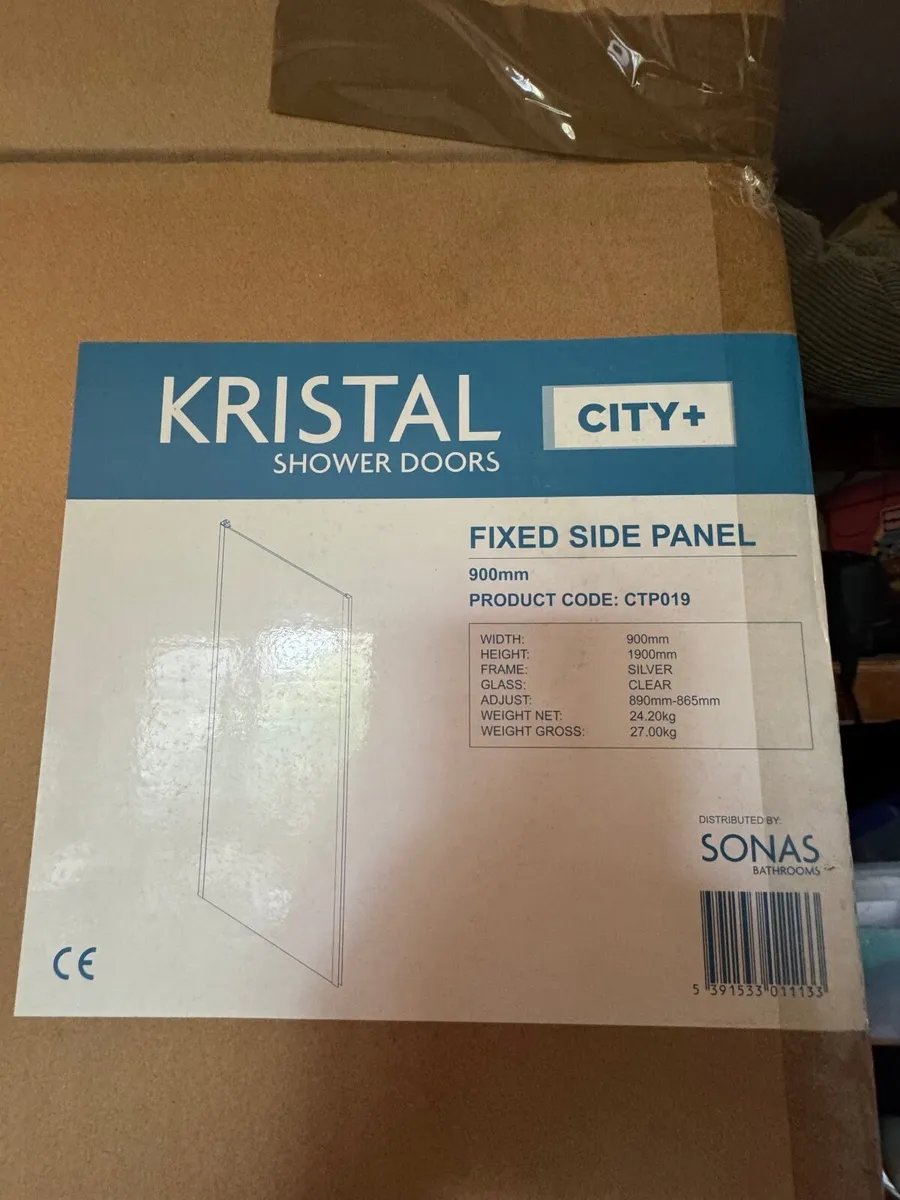 KRISTAL
SHOWER DOORS
CITY+
FIXED SIDE PANEL
900mm
PRODUCT CODE: CTP019
WIDTH: 900mm
HEIGHT: 1900mm
FRAME: SILVER
GLASS: CLEAR
ADJUST: 890mm-865mm
WEIGHT NET: 24.20kg
WEIGHT GROSS: 27.00kg
DISTRIBUTED BY:
SONAS
BATHROOMS
CE
5 391533 011133